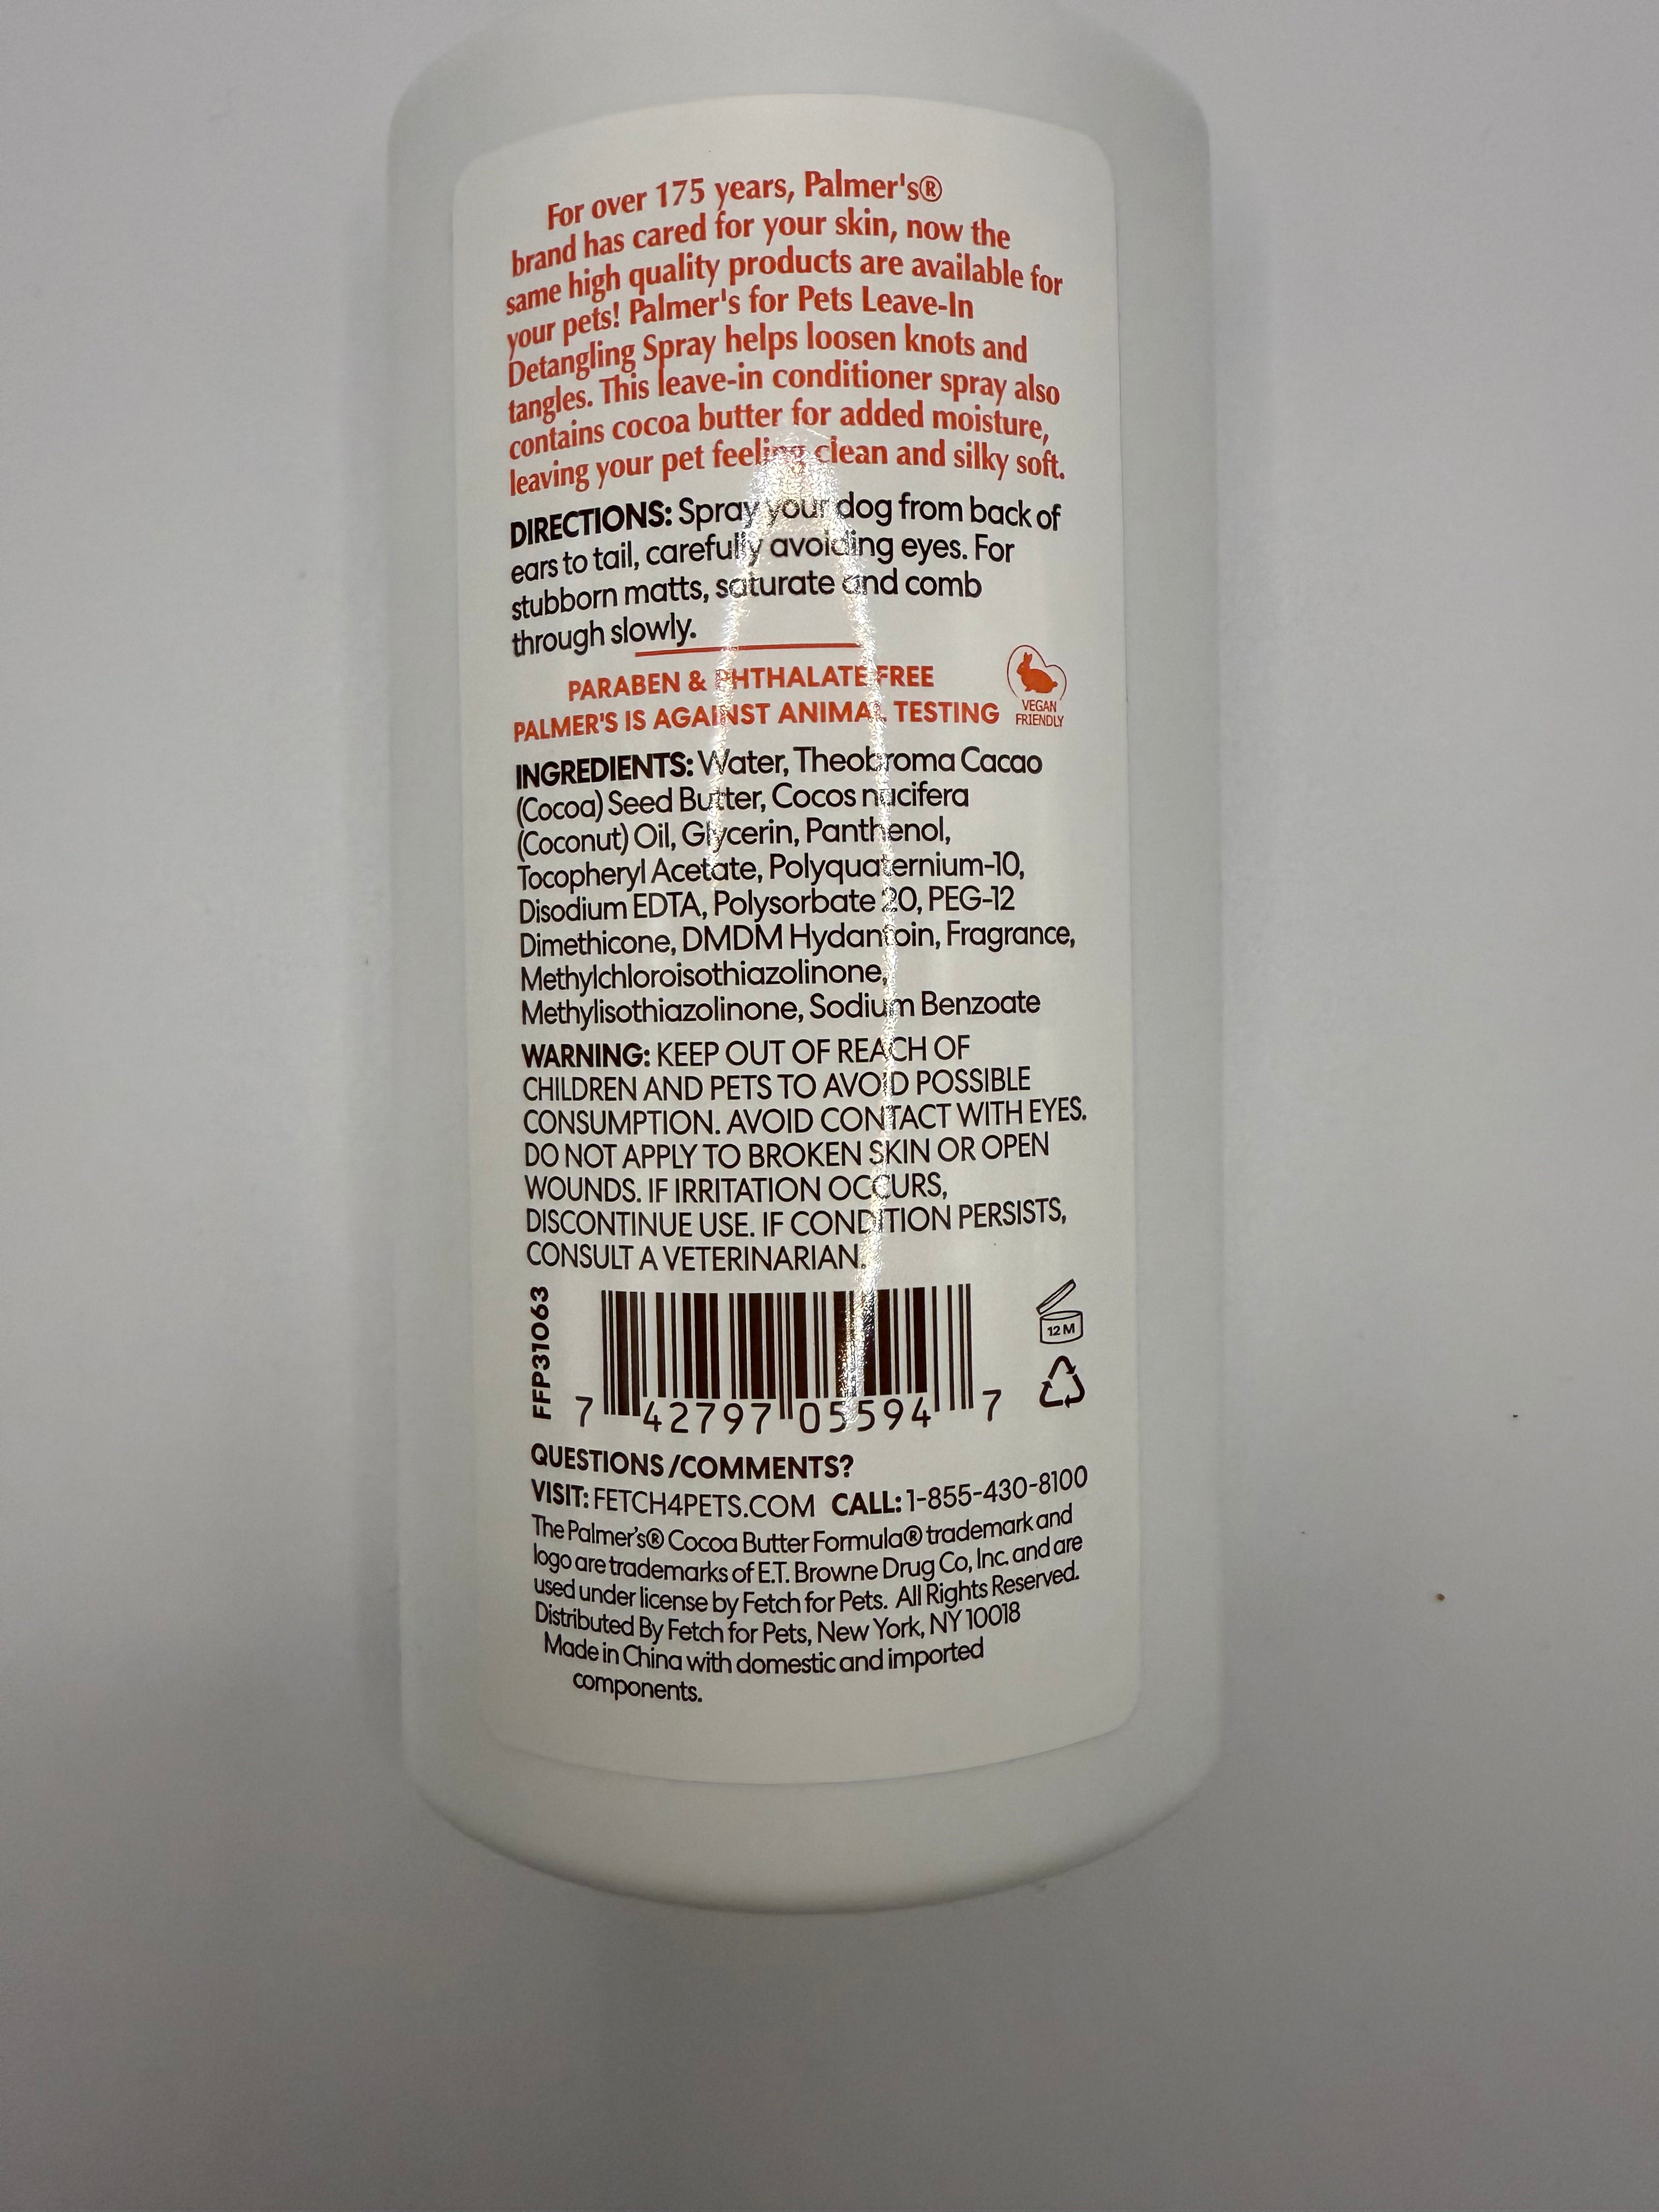 For over 175 years, Palmer's®
brand has cared for your skin, now the
same high quality products are available for
your pets! Palmer's for Pets Leave-In
Detangling Spray helps loosen knots and
tangles. This leave-in conditioner spray also
contains cocoa butter for added moisture,
leaving your pet feeling clean and silky soft.
DIRECTIONS: Spray your dog from back of
ears to tail, carefully avoiding eyes. For
stubborn matts, saturate and comb
through slowly.
PARABEN & PHTHALATE FREE
PALMER'S IS AGAINST ANIMAL TESTING
VEGAN
FRIENDLY
INGREDIENTS: Water, Theobroma Cacao
(Cocoa) Seed Butter, Cocos nucifera
(Coconut) Oil, Glycerin, Panthenol,
Tocopheryl Acetate, Polyquaternium-10,
Disodium EDTA, Polysorbate 20, PEG-12
Dimethicone, DMDM Hydantoin, Fragrance,
Methylchloroisothiazolinone,
Methylisothiazolinone, Sodium Benzoate
WARNING: KEEP OUT OF REACH OF
CHILDREN AND PETS TO AVOID POSSIBLE
CONSUMPTION. AVOID CONTACT WITH EYES.
DO NOT APPLY TO BROKEN SKIN OR OPEN
WOUNDS. IF IRRITATION OCCURS,
DISCONTINUE USE. IF CONDITION PERSISTS,
CONSULT A VETERINARIAN.
FFP31063
7 42797 05594 7
12 M
QUESTIONS /COMMENTS?
VISIT: FETCH4PETS.COM CALL: 1-855-430-8100
The Palmer's® Cocoa Butter Formula® trademark and
logo are trademarks of E.T. Browne Drug Co, Inc. and are
used under license by Fetch for Pets. All Rights Reserved.
Distributed By Fetch for Pets, New York, NY 10018
Made in China with domestic and imported
components.